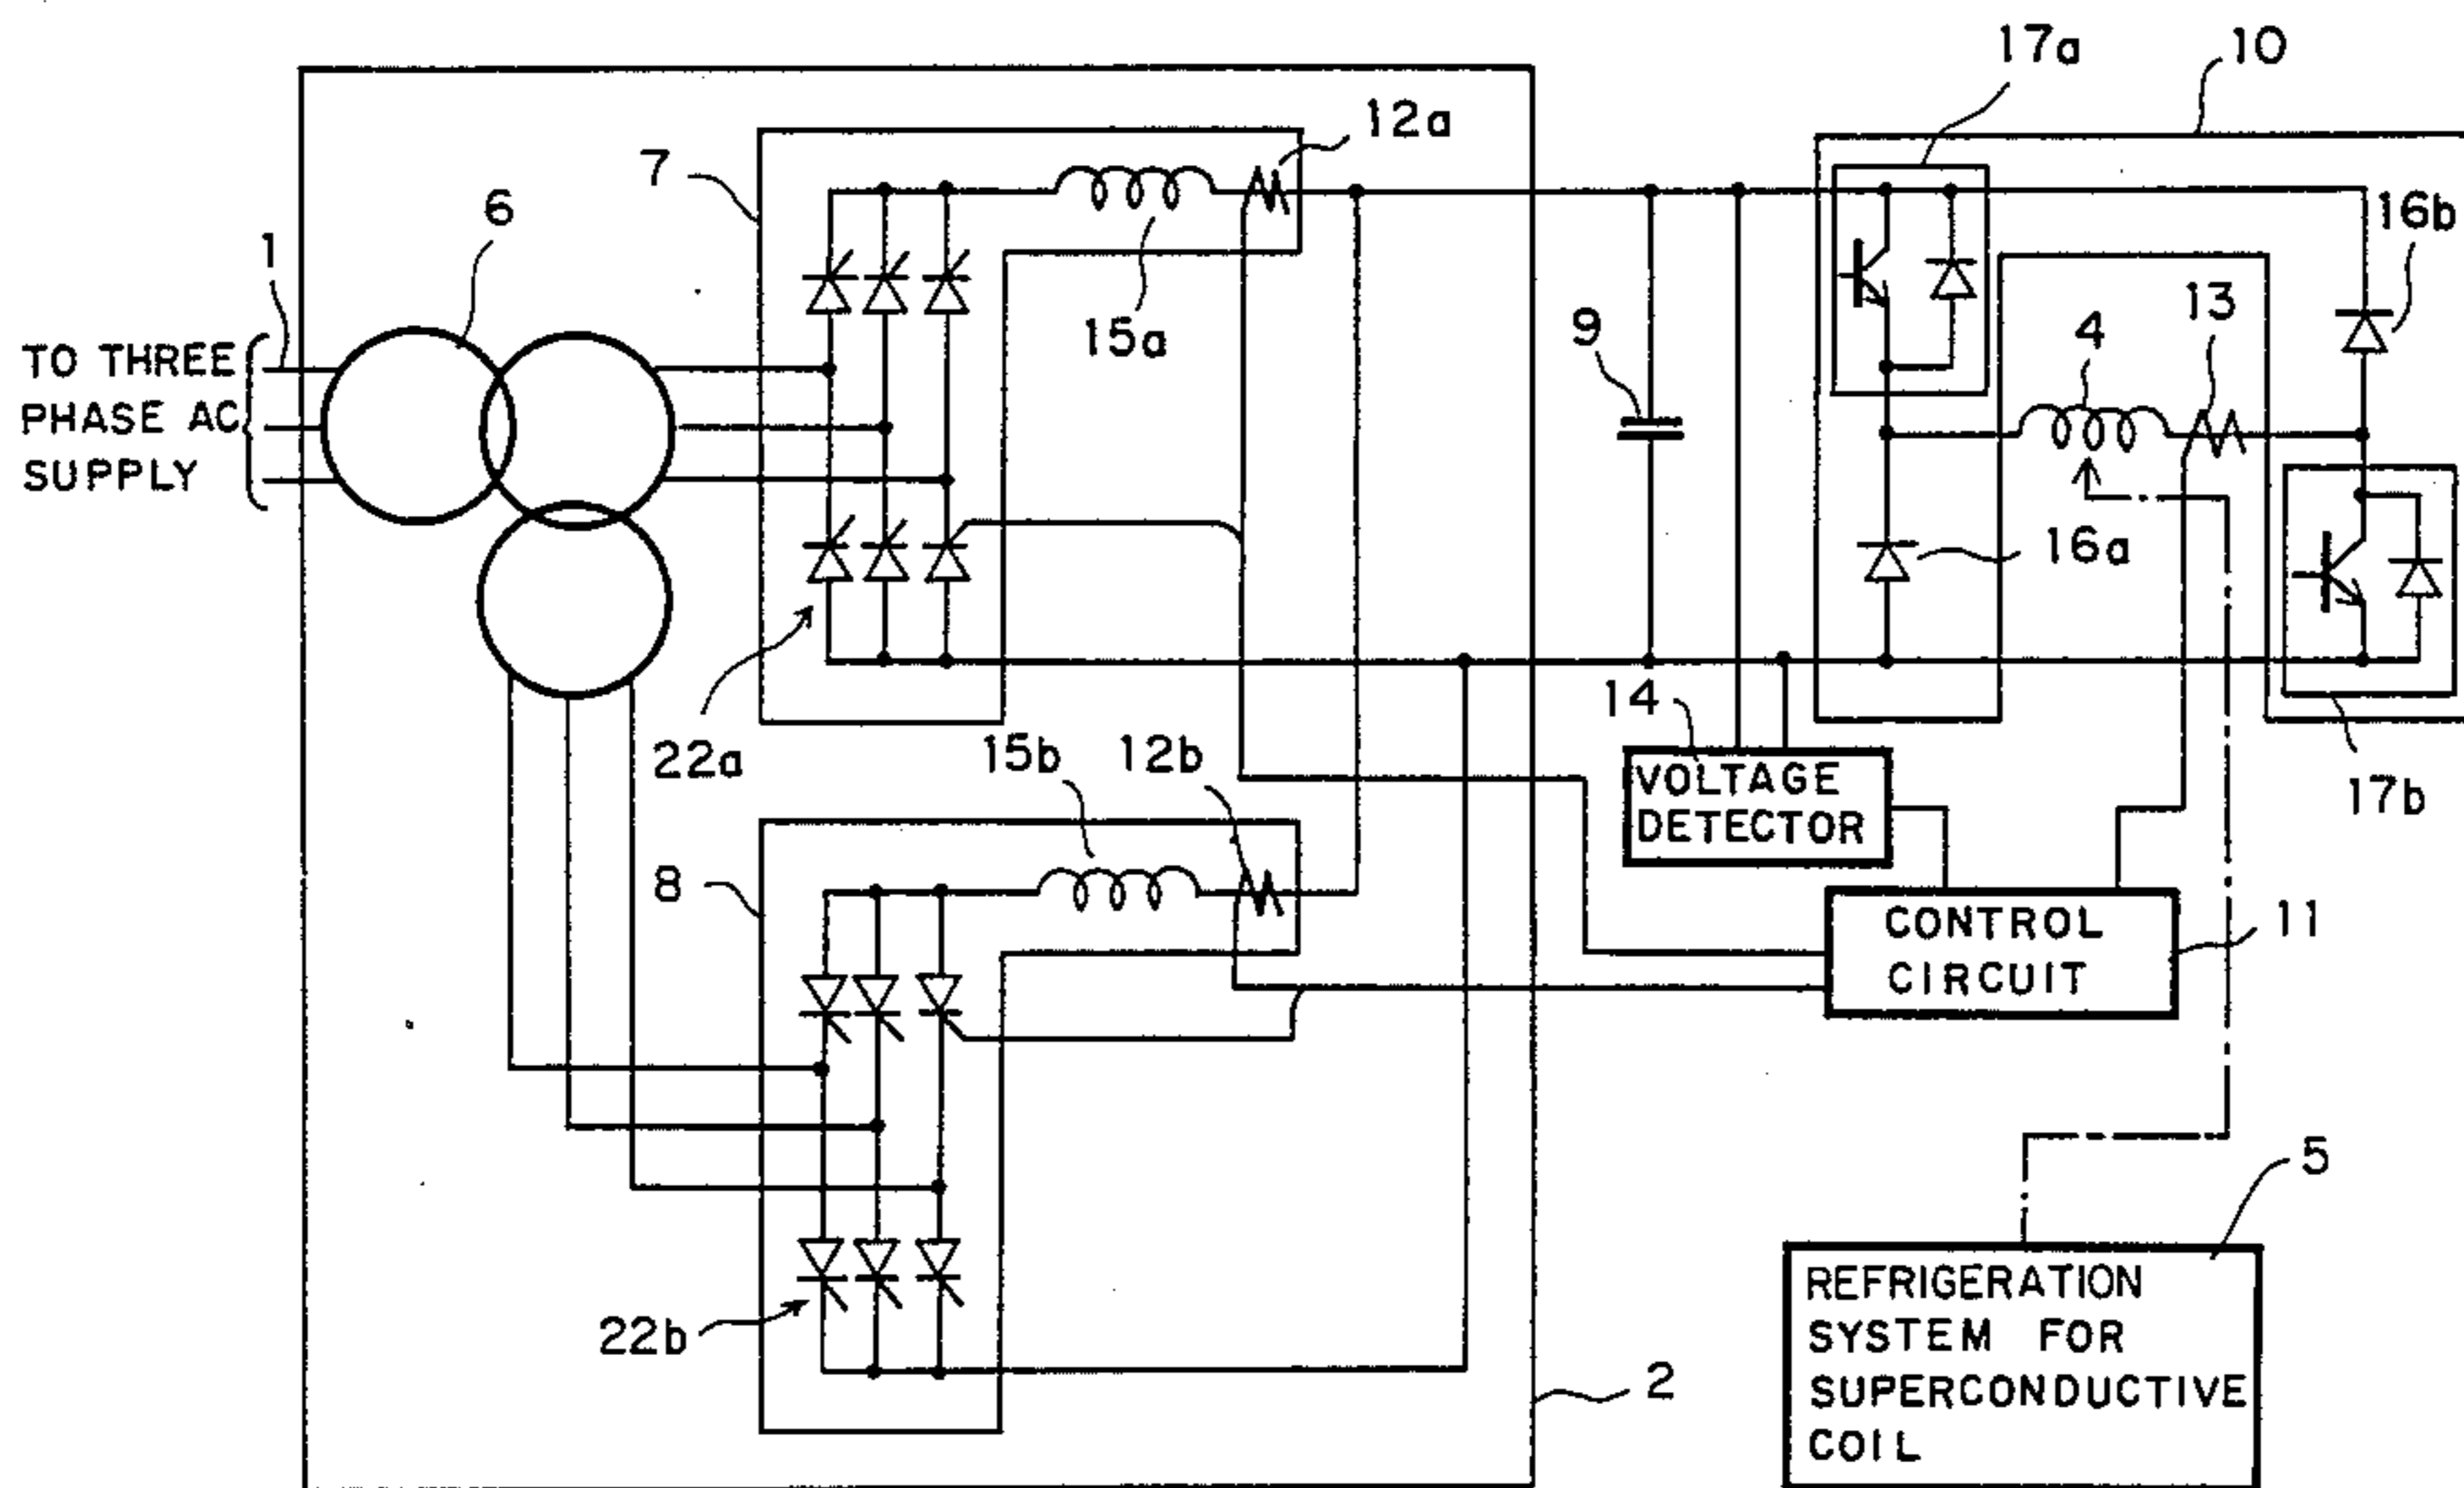 17a
10
12a
7
6
16b
1
15a
9
4
13
TO THREE
PHASE AC
SUPPLY
16a
14
22a
15b
12b
VOLTAGE
DETECTOR
17b
8
CONTROL
CIRCUIT
11
5
REFRIGERATION
SYSTEM FOR
SUPERCONDUCTIVE
COIL
22b
2